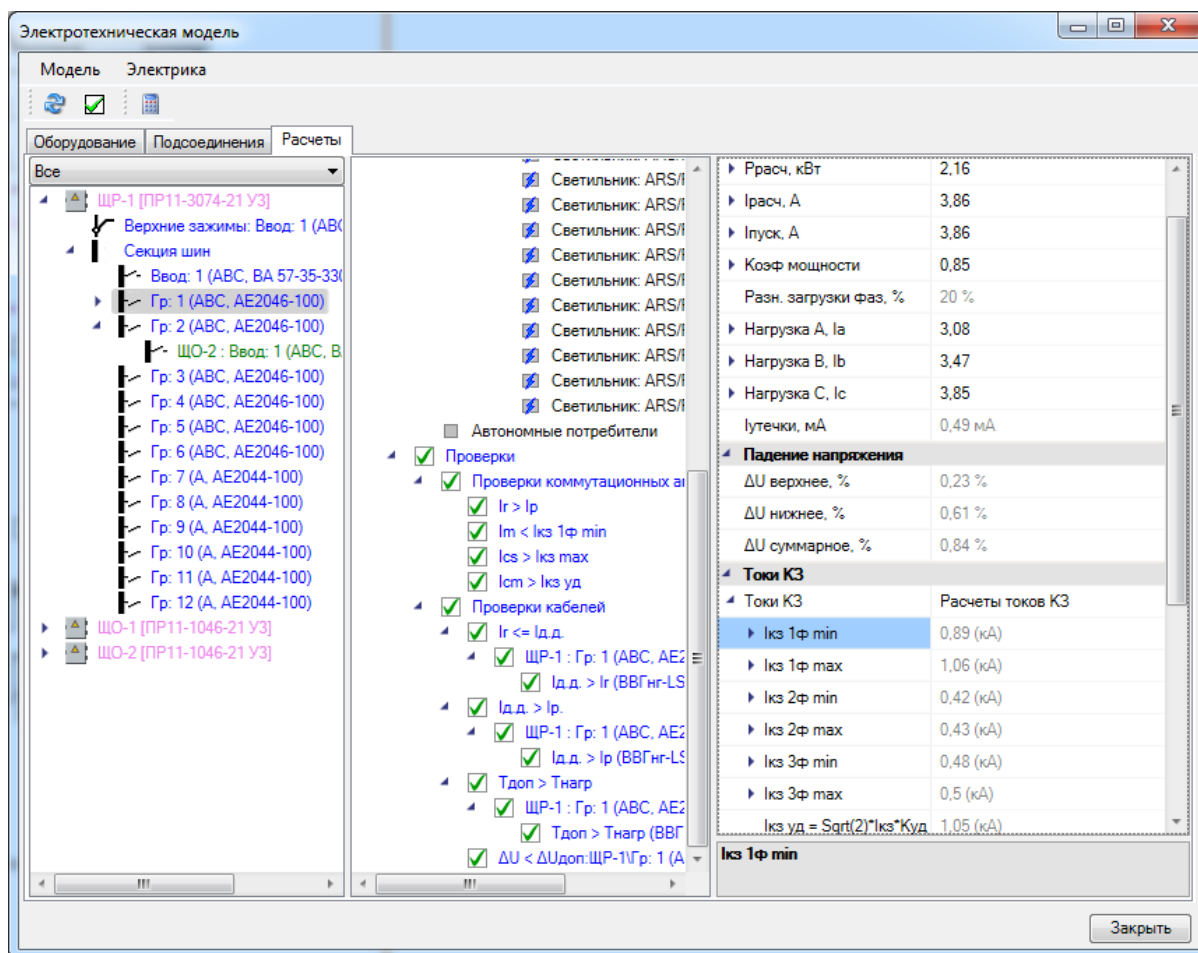 Электротехническая модель
Модель Электрика
Оборудование Подсоединения Расчеты
Все
ЩР-1 [ПР11-3074-21 У3]
Верхние зажимы: Ввод: 1 (АВС
Секция шин
Ввод: 1 (АВС, ВА 57-35-330
Гр: 1 (АВС, АЕ2046-100)
Гр: 2 (АВС, АЕ2046-100)
ЩО-2 : Ввод: 1 (АВС, В
Гр: 3 (АВС, АЕ2046-100)
Гр: 4 (АВС, АЕ2046-100)
Гр: 5 (АВС, АЕ2046-100)
Гр: 6 (АВС, АЕ2046-100)
Гр: 7 (А, АЕ2044-100)
Гр: 8 (А, АЕ2044-100)
Гр: 9 (А, АЕ2044-100)
Гр: 10 (А, АЕ2044-100)
Гр: 11 (А, АЕ2044-100)
Гр: 12 (А, АЕ2044-100)
ЩО-1 [ПР11-1046-21 У3]
ЩО-2 [ПР11-1046-21 У3]
Светильник: ARS/
Светильник: ARS/
Светильник: ARS/
Светильник: ARS/
Светильник: ARS/
Светильник: ARS/
Светильник: ARS/
Светильник: ARS/
Светильник: ARS/
Светильник: ARS/
Автономные потребители
Проверки
Проверки коммутационных ап
Ir > Iр
Im < Iкз 1ф min
Ics > Iкз max
Icm > Iкз уд
Проверки кабелей
Ir <= Iд.д.
ЩР-1 : Гр: 1 (АВС, АЕ2
Iд.д. > Ir (ВВГнг-LS
Iд.д. > Iр.
ЩР-1 : Гр: 1 (АВС, АЕ2
Iд.д. > Iр (ВВГнг-LS
Tдоп > Tнагр
ЩР-1 : Гр: 1 (АВС, АЕ2
Tдоп > Tнагр (ВВГ
ΔU < ΔUдоп:ЩР-1\Гр: 1 (А
Pрасч, кВт 2,16
Iрасч, А 3,86
Iпуск, А 3,86
Коэф мощности 0,85
Разн. загрузки фаз, % 20 %
Нагрузка А, Ia 3,08
Нагрузка В, Ib 3,47
Нагрузка С, Ic 3,85
Iутечки, мА 0,49 мА
Падение напряжения
ΔU верхнее, % 0,23 %
ΔU нижнее, % 0,61 %
ΔU суммарное, % 0,84 %
Токи КЗ
Токи КЗ Расчеты токов КЗ
Iкз 1ф min 0,89 (кА)
Iкз 1ф max 1,06 (кА)
Iкз 2ф min 0,42 (кА)
Iкз 2ф max 0,43 (кА)
Iкз 3ф min 0,48 (кА)
Iкз 3ф max 0,5 (кА)
Iкз уд = Sqrt(2)*Iкз*Kуд 1,05 (кА)
Iкз 1ф min
Закрыть